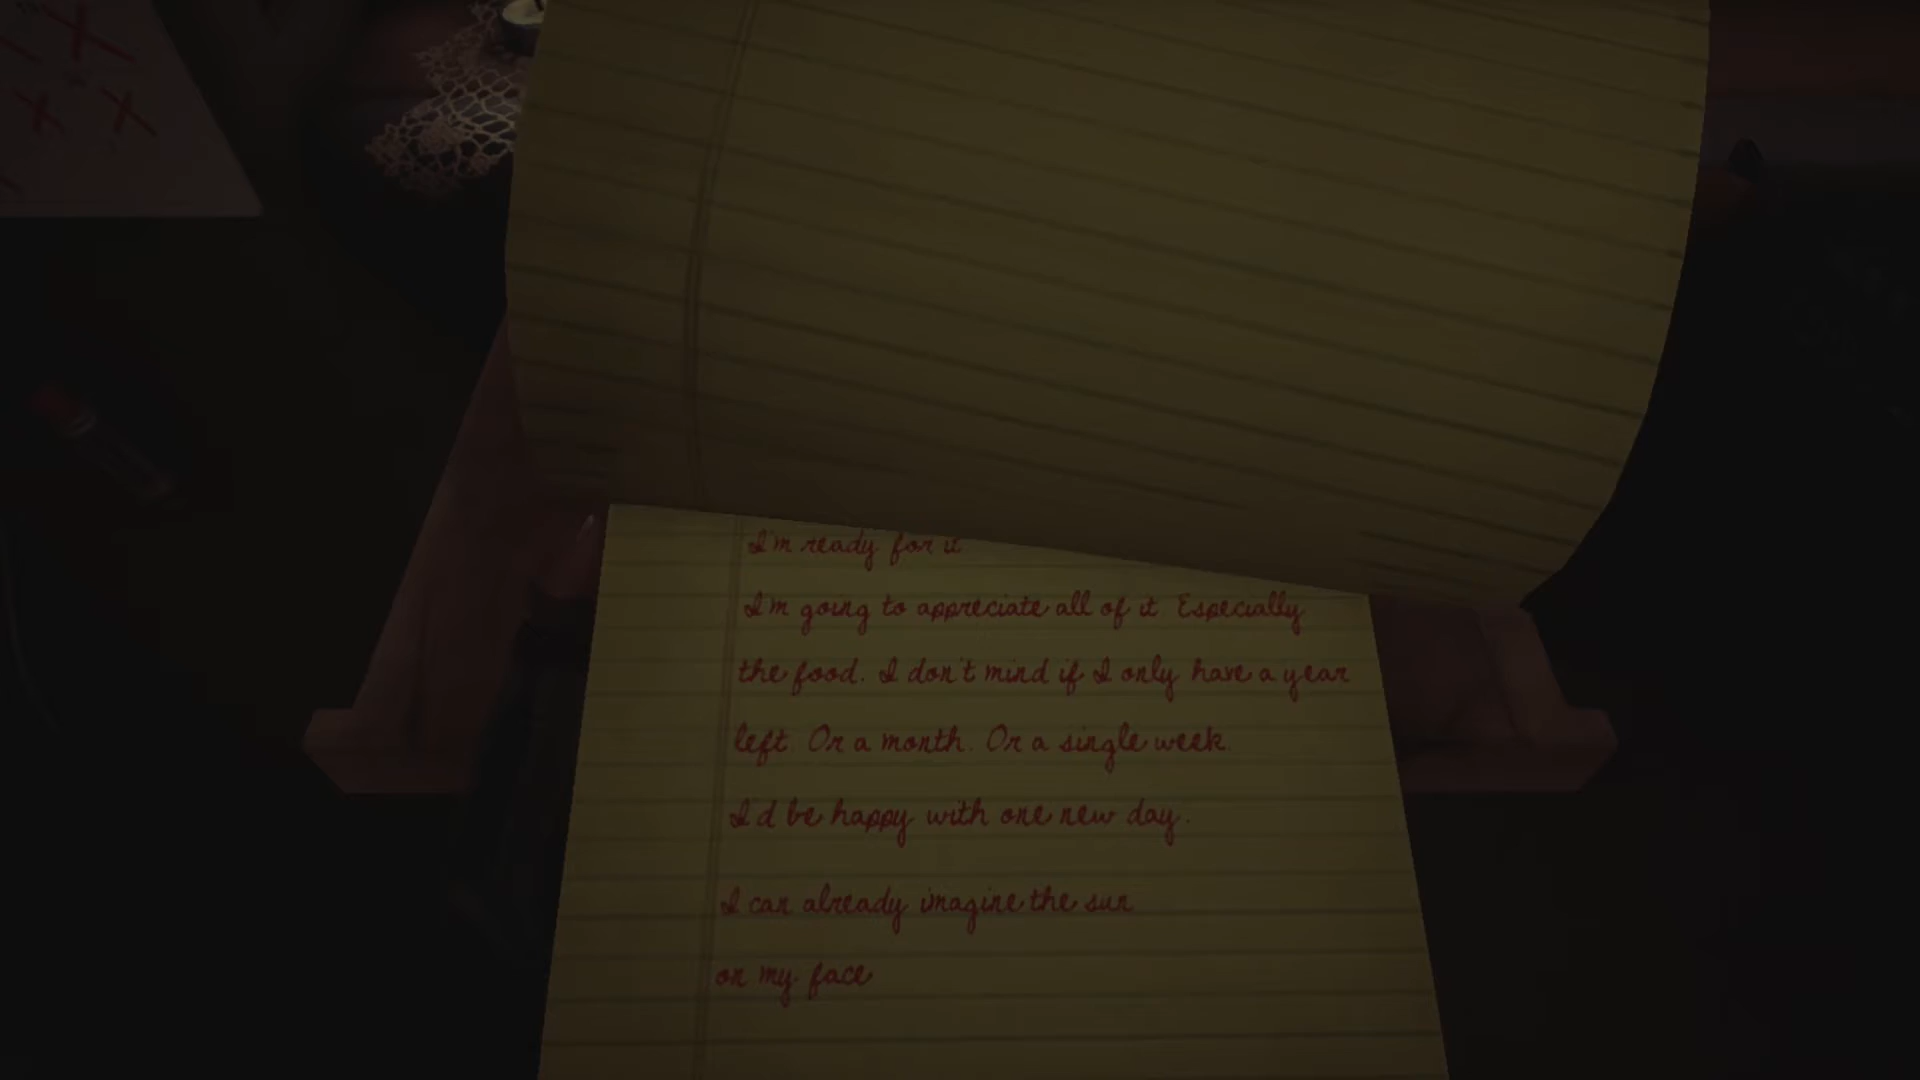 I'm ready for it
I'm going to appreciate all of it Especially
the food. I don't mind if I only have a year
left. Or a month. Or a single week.
I'd be happy with one new day.
I can already imagine the sun
on my face